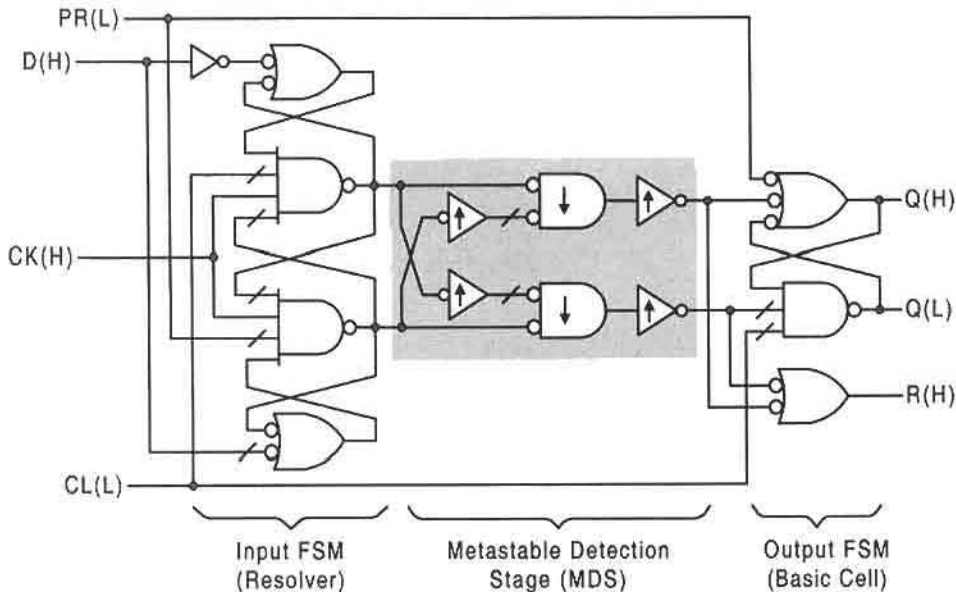 PR(L)
D(H)
CK(H)
CL(L)
Q(H)
Q(L)
R(H)
Input FSM
(Resolver)
Metastable Detection
Stage (MDS)
Output FSM
(Basic Cell)